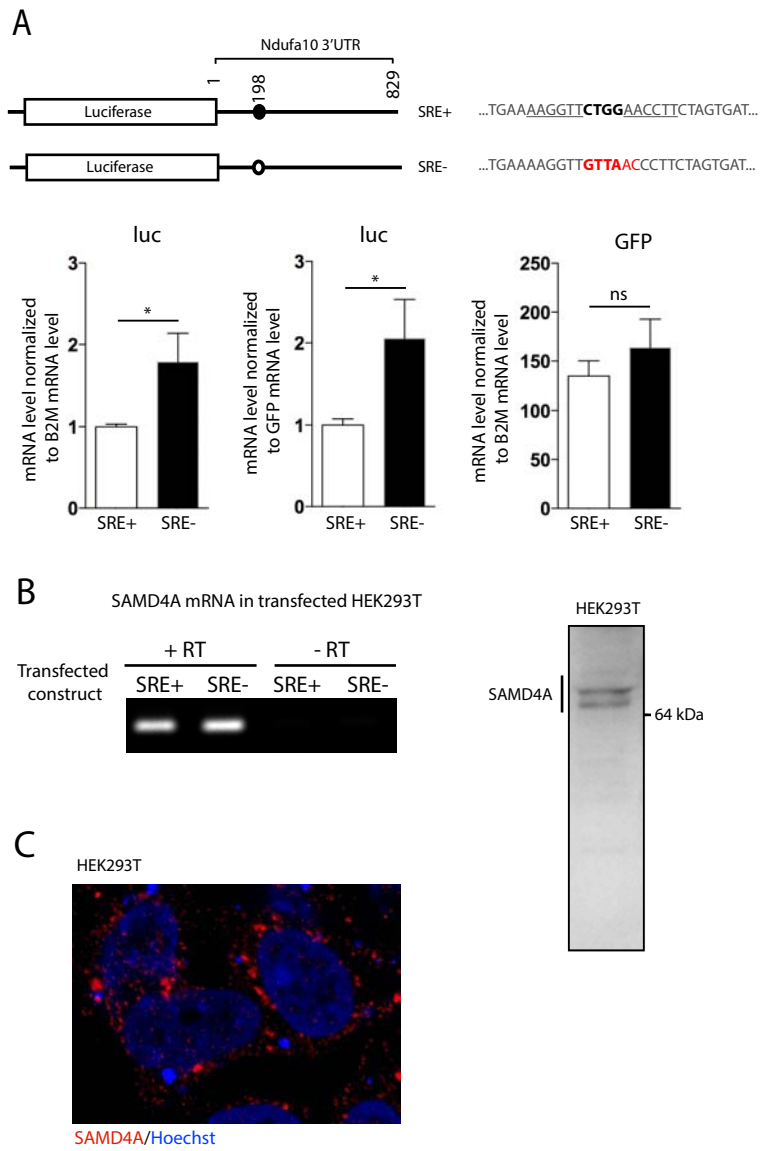 A
Ndufa10 3'UTR
1
198
829
Luciferase
SRE+
...TGAAAAGGTTCTGGAACCTTCTAGTGAT...
Luciferase
SRE-
...TGAAAAGGTTGTTAACCCTTCTAGTGAT...
luc
mRNA level normalized
to B2M mRNA level
3
2
1
0
*
SRE+ SRE-
luc
mRNA level normalized
to GFP mRNA level
3
2
1
0
*
SRE+ SRE-
GFP
mRNA level normalized
to B2M mRNA level
250
200
150
100
50
0
ns
SRE+ SRE-
B
SAMD4A mRNA in transfected HEK293T
+ RT - RT
Transfected
construct
SRE+ SRE- SRE+ SRE-
HEK293T
SAMD4A
64 kDa
C
HEK293T
SAMD4A/Hoechst